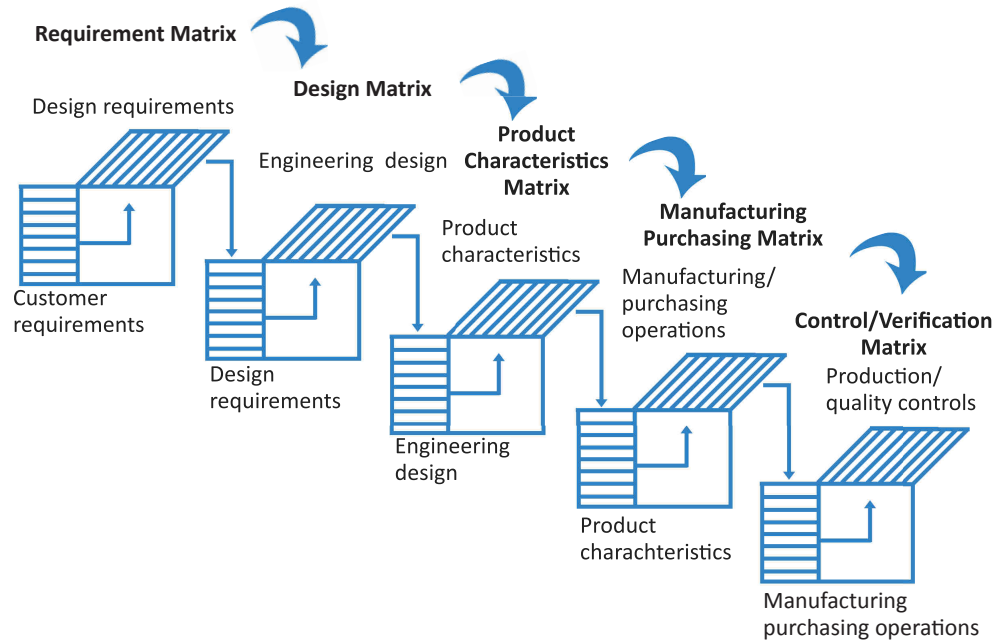 Requirement Matrix
Design Matrix
Product
Characteristics
Matrix
Manufacturing
Purchasing Matrix
Control/Verification
Matrix
Design requirements
Customer
requirements
Engineering design
Design
requirements
Product
characteristics
Engineering
design
Manufacturing/
purchasing
operations
Product
charachteristics
Production/
quality controls
Manufacturing
purchasing operations